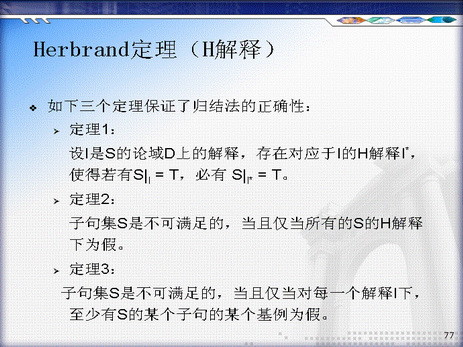 Herbrand定理（H解释）
❖ 如下三个定理保证了归结法的正确性：
➢ 定理1：
设I是S的论域D上的解释，存在对应于I的H解释I*，
使得若有S|I = T，必有 S|I* = T。
➢ 定理2：
子句集S是不可满足的，当且仅当所有的S的H解释
下为假。
➢ 定理3：
子句集S是不可满足的，当且仅当对每一个解释I下，
至少有S的某个子句的某个基例为假。
77